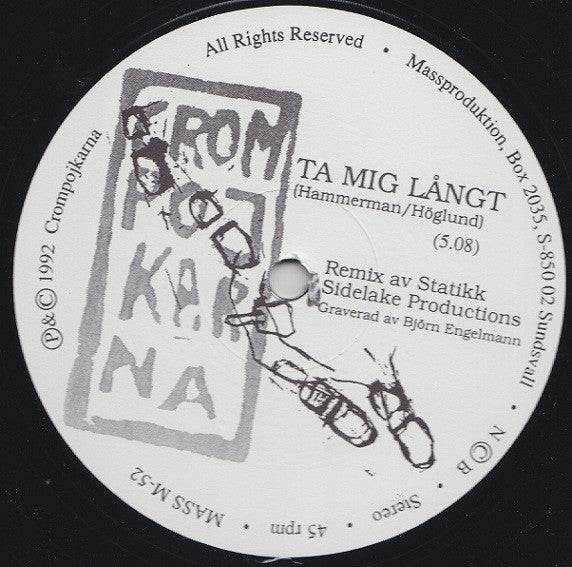 All Rights Reserved • Massproduktion, Box 2035, S-850 02 Sundsvall • N©B • Stereo • 45 rpm • MASS M-52
Ⓟ & © 1992 Crompojkarna
CROM
POJ
KAR
NA
TA MIG LÅNGT
(Hammerman/Höglund)
(5.08)
Remix av Statikk
Sidelake Productions
Graverad av Björn Engelmann